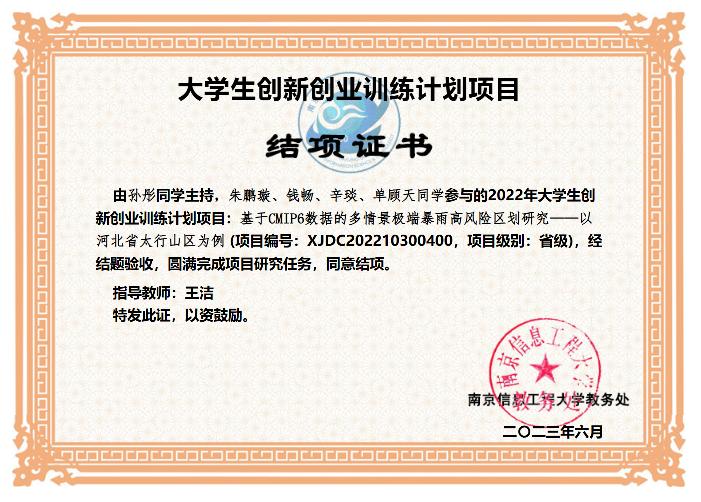 大学生创新创业训练计划项目
结项证书
由孙彤同学主持，朱鹏璇、钱畅、辛琰、单顾天同学参与的2022年大学生创
新创业训练计划项目：基于CMIP6数据的多情景极端暴雨高风险区划研究——以
河北省太行山区为例 (项目编号：XJDC202210300400，项目级别：省级)，经
结题验收，圆满完成项目研究任务，同意结项。
指导教师：王洁
特发此证，以资鼓励。
南京信息工程大学
教务处
南京信息工程大学教务处
二〇二三年六月